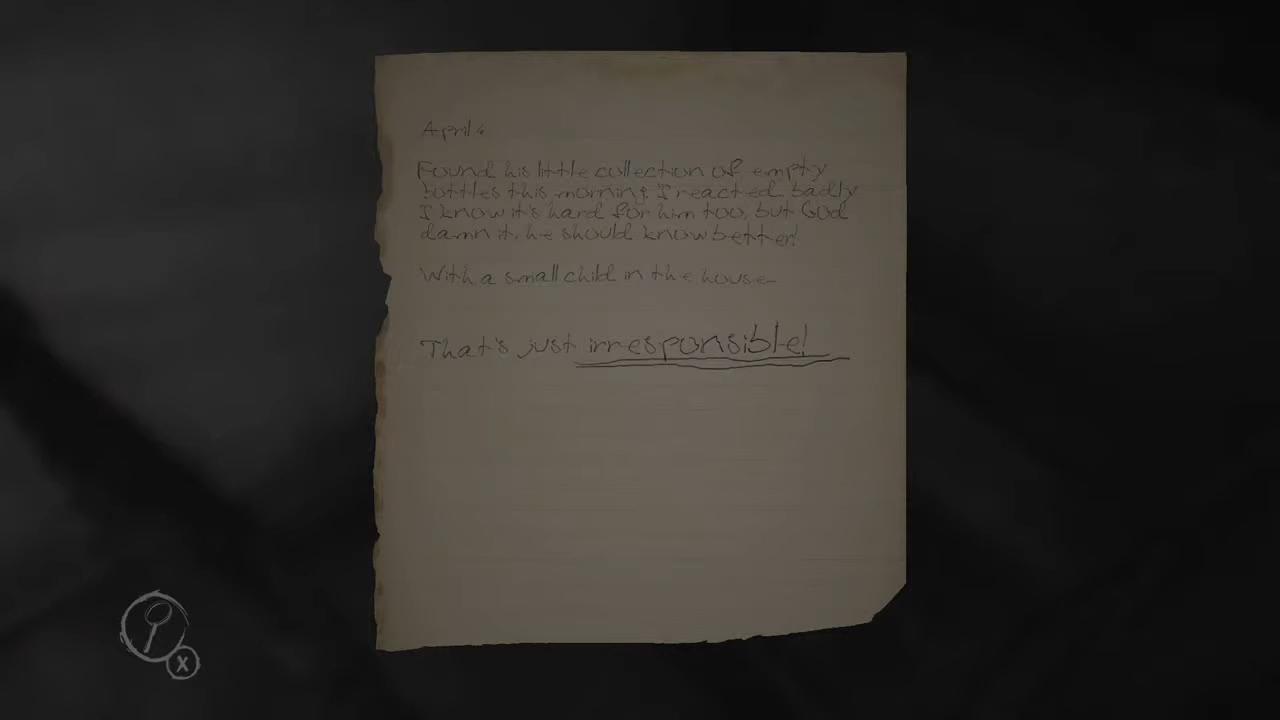 April 6
Found his little collection of empty
bottles this morning. I reacted badly
I know it's hard for him too, but God
damn it, he should know better!
With a small child in the house
That's just irresponsible!
X